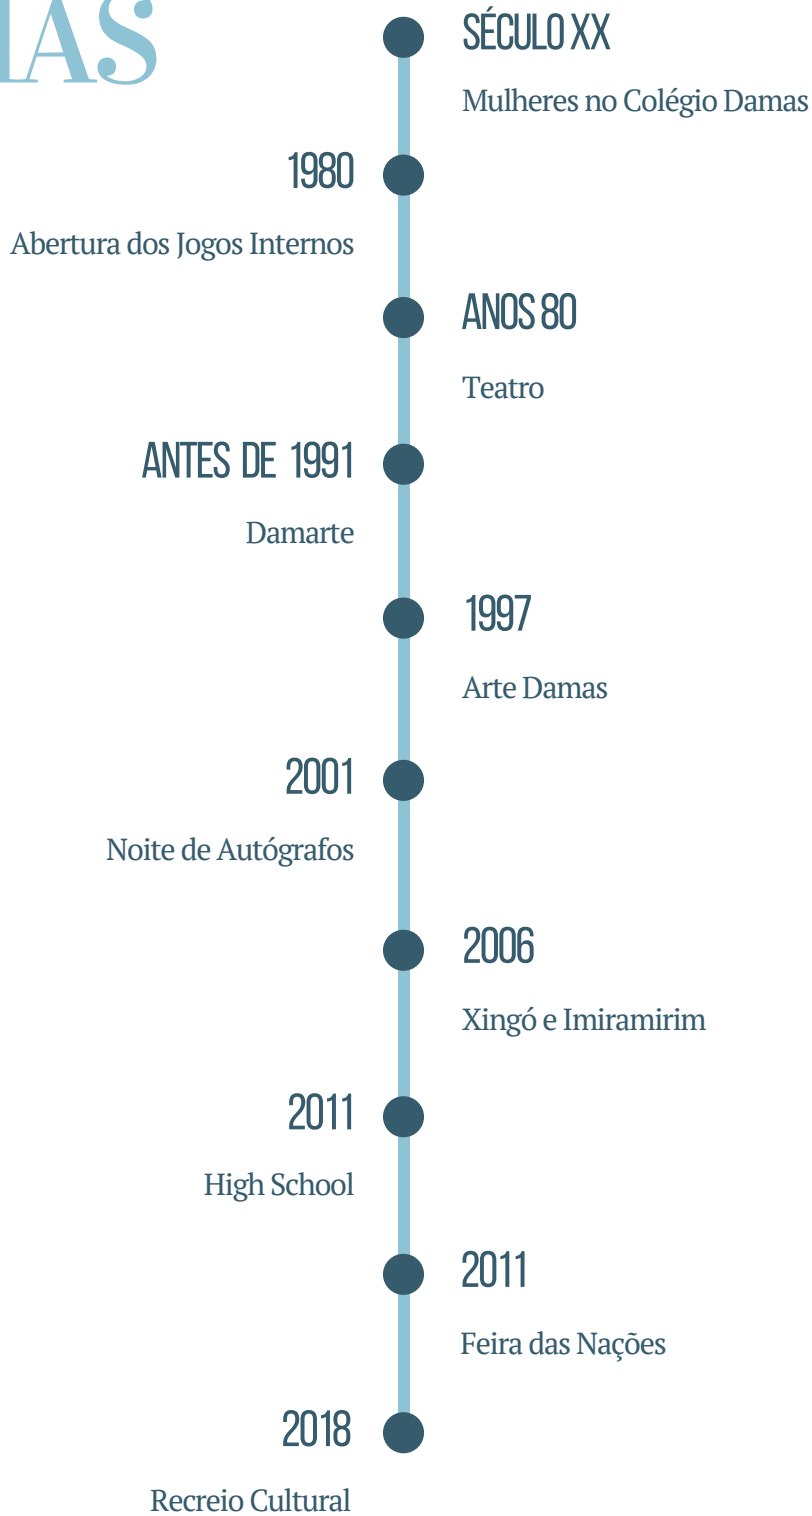 IAS
SÉCULO XX
Mulheres no Colégio Damas
1980
Abertura dos Jogos Internos
ANOS 80
Teatro
ANTES DE 1991
Damarte
1997
Arte Damas
2001
Noite de Autógrafos
2006
Xingó e Imiramirim
2011
High School
2011
Feira das Nações
2018
Recreio Cultural